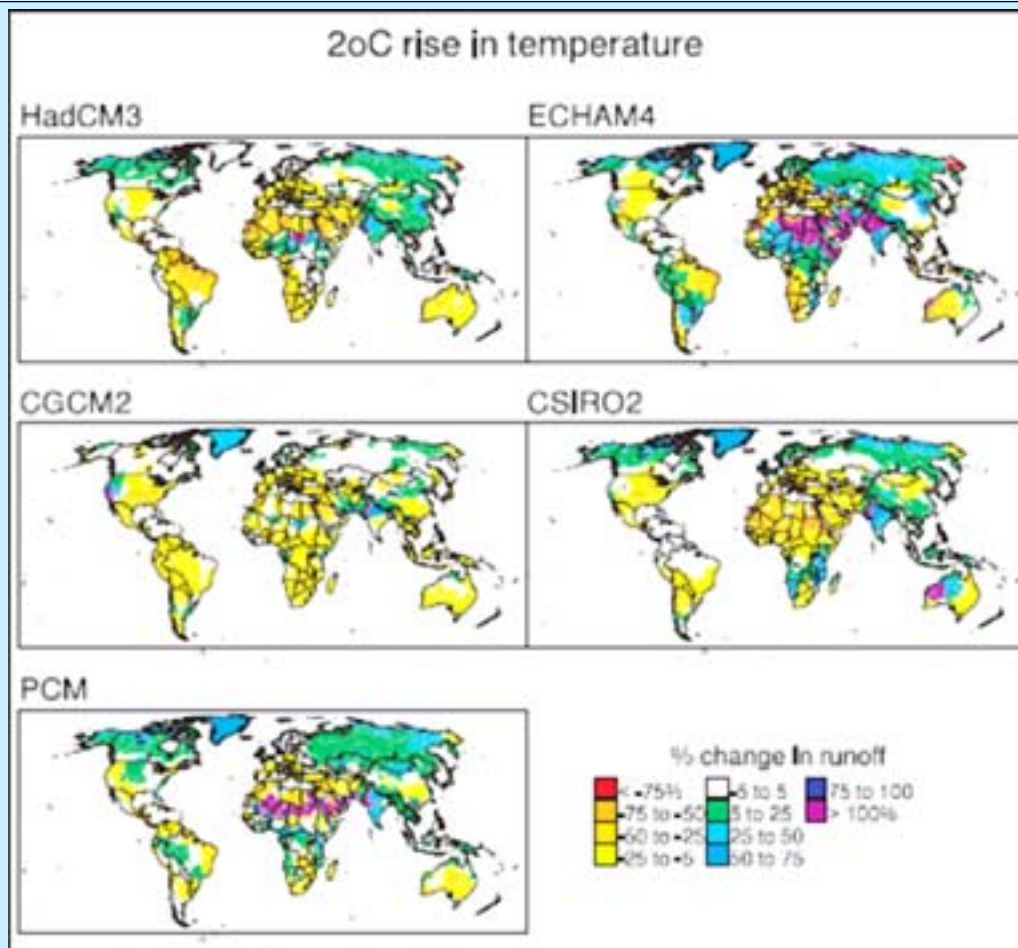 2oC rise in temperature
HadCM3
ECHAM4
CGCM2
CSIRO2
PCM
% change in runoff
< -75%
-75 to -50
-50 to -25
-25 to -5
-5 to 5
5 to 25
25 to 50
50 to 75
75 to 100
> 100%